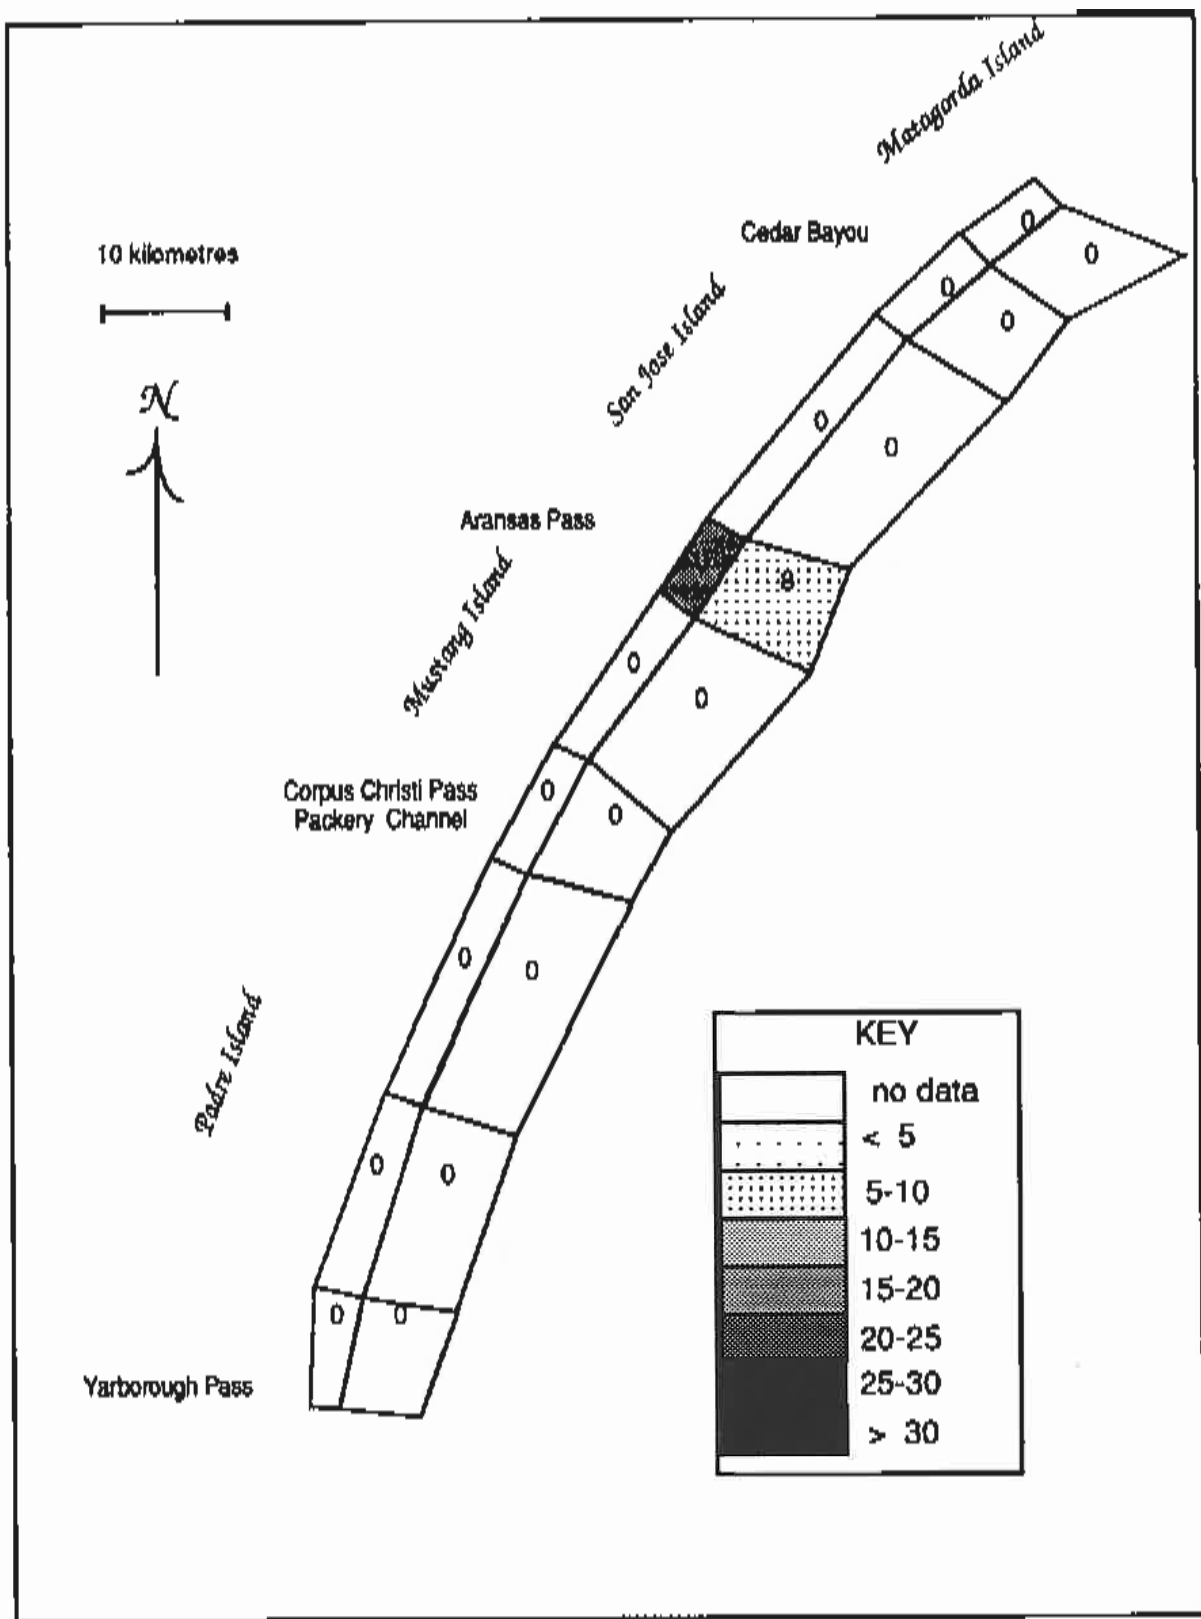 Matagorda Island
Cedar Bayou
10 kilometres
San Jose Island
N
Aransas Pass
Mustang Island
Corpus Christi Pass
Packery Channel
Padre Island
Yarborough Pass
0
0
0
0
0
0
8
0
0
0
0
0
0
0
0
0
0
KEY
no data
< 5
5-10
10-15
15-20
20-25
25-30
> 30